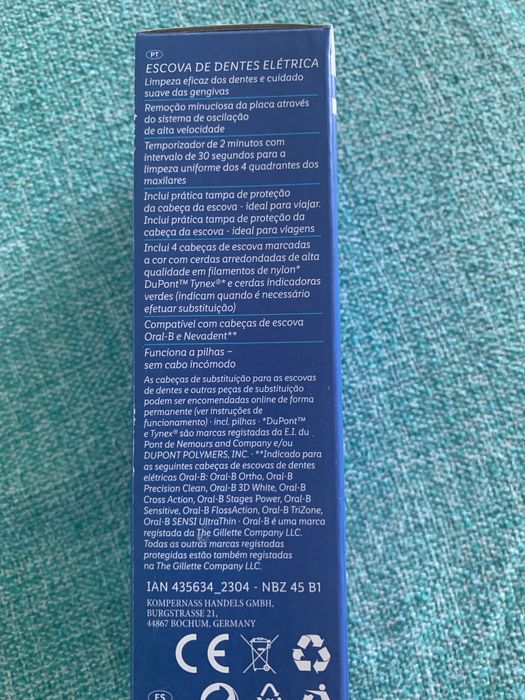 PT
ESCOVA DE DENTES ELÉTRICA
Limpeza eficaz dos dentes e cuidado
suave das gengivas
Remoção minuciosa da placa através
do sistema de oscilação
de alta velocidade
Temporizador de 2 minutos com
intervalo de 30 segundos para a
limpeza uniforme dos 4 quadrantes dos
maxilares
Inclui prática tampa de proteção
da cabeça da escova - ideal para viajar.
Inclui prática tampa de proteção da
cabeça da escova - ideal para viagens
Inclui 4 cabeças de escova marcadas
a cor com cerdas arredondadas de alta
qualidade em filamentos de nylon*
DuPont™ Tynex®* e cerdas indicadoras
verdes (indicam quando é necessário
efetuar substituição)
Compatível com cabeças de escova
Oral-B e Nevadent**
Funciona a pilhas –
sem cabo incómodo
As cabeças de substituição para as escovas
de dentes e outras peças de substituição
podem ser encomendadas online de forma
permanente (ver instruções de
funcionamento) · incl. pilhas · *DuPont™
e Tynex® são marcas registadas da E.I. du
Pont de Nemours and Company e/ou
DUPONT POLYMERS, INC. · **Indicado para
as seguintes cabeças de escovas de dentes
elétricas Oral-B: Oral-B Ortho, Oral-B
Precision Clean, Oral-B 3D White, Oral-B
Cross Action, Oral-B Stages Power, Oral-B
Sensitive, Oral-B FlossAction, Oral-B TriZone,
Oral-B SENSI UltraThin · Oral-B é uma marca
registada da The Gillette Company LLC.
Todas as outras marcas registadas
protegidas estão também registadas
na The Gillette Company LLC.
IAN 435634_2304 - NBZ 45 B1
KOMPERNASS HANDELS GMBH,
BURGSTRASSE 21,
44867 BOCHUM, GERMANY
CE
ES